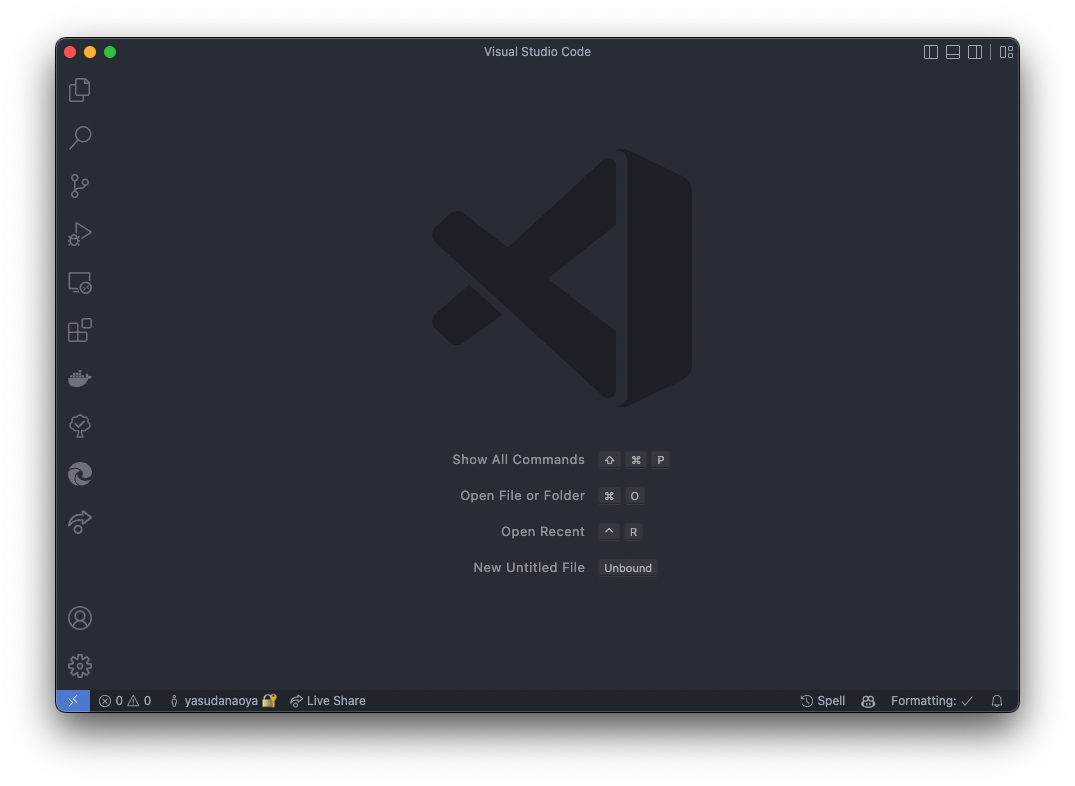 Visual Studio Code
Show All Commands ⇧ ⌘ P
Open File or Folder ⌘ O
Open Recent ^ R
New Untitled File Unbound
0 0 yasudanaoya 🔐 Live Share Spell Formatting: ✓